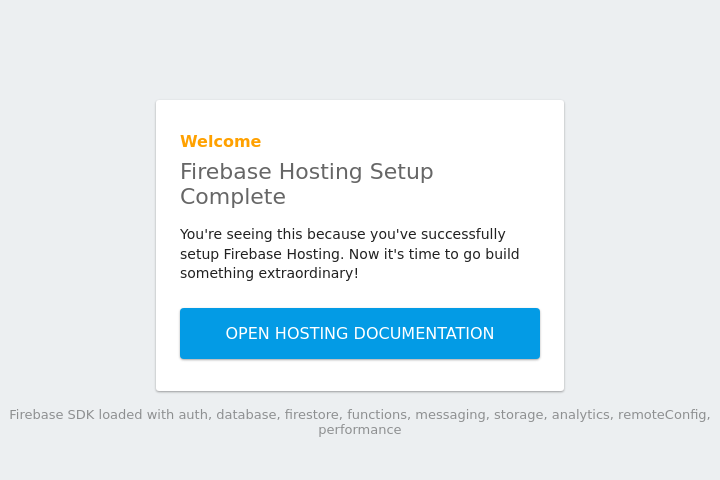 Welcome
Firebase Hosting Setup
Complete
You're seeing this because you've successfully
setup Firebase Hosting. Now it's time to go build
something extraordinary!
OPEN HOSTING DOCUMENTATION
Firebase SDK loaded with auth, database, firestore, functions, messaging, storage, analytics, remoteConfig,
performance